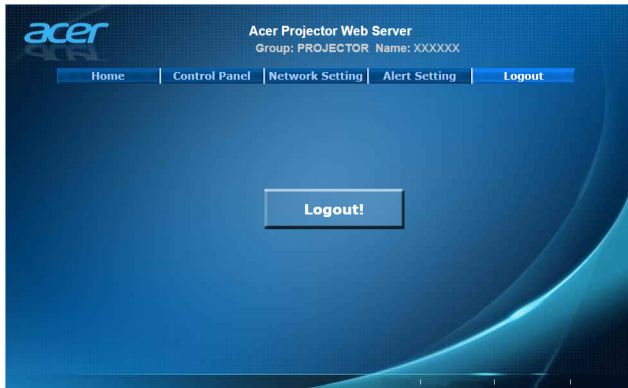 acer
Acer Projector Web Server
Group: PROJECTOR Name: XXXXXX
Home Control Panel Network Setting Alert Setting Logout
Logout!